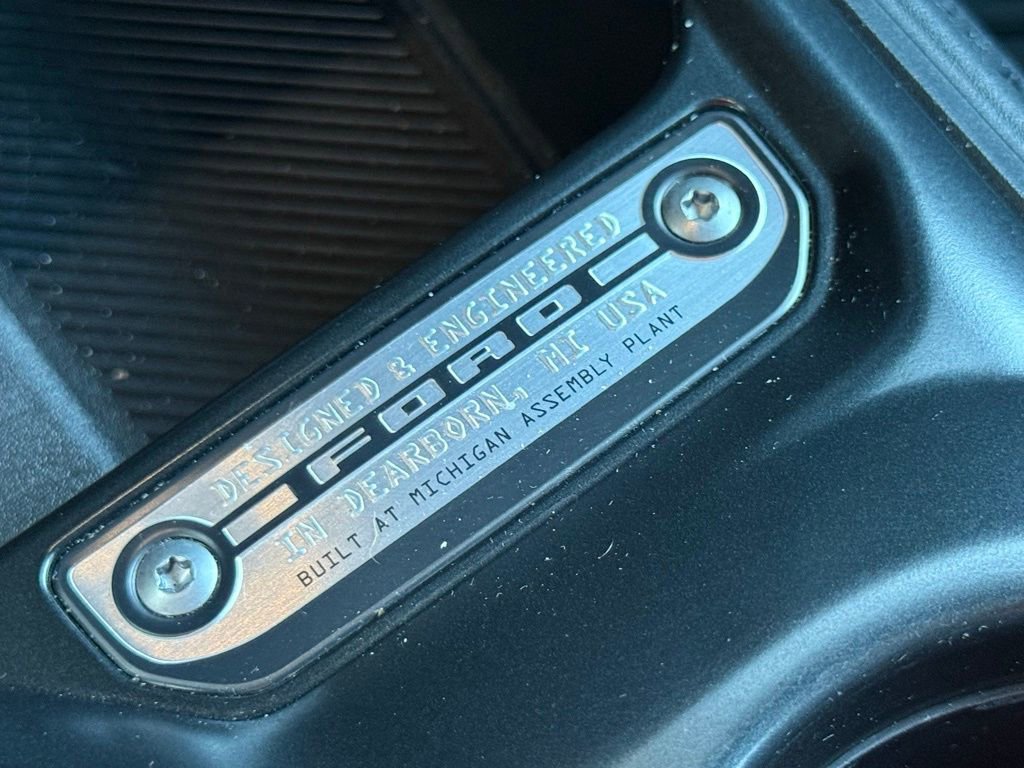 DESIGNED & ENGINEERED
FORD
IN DEARBORN, MI USA
BUILT AT MICHIGAN ASSEMBLY PLANT